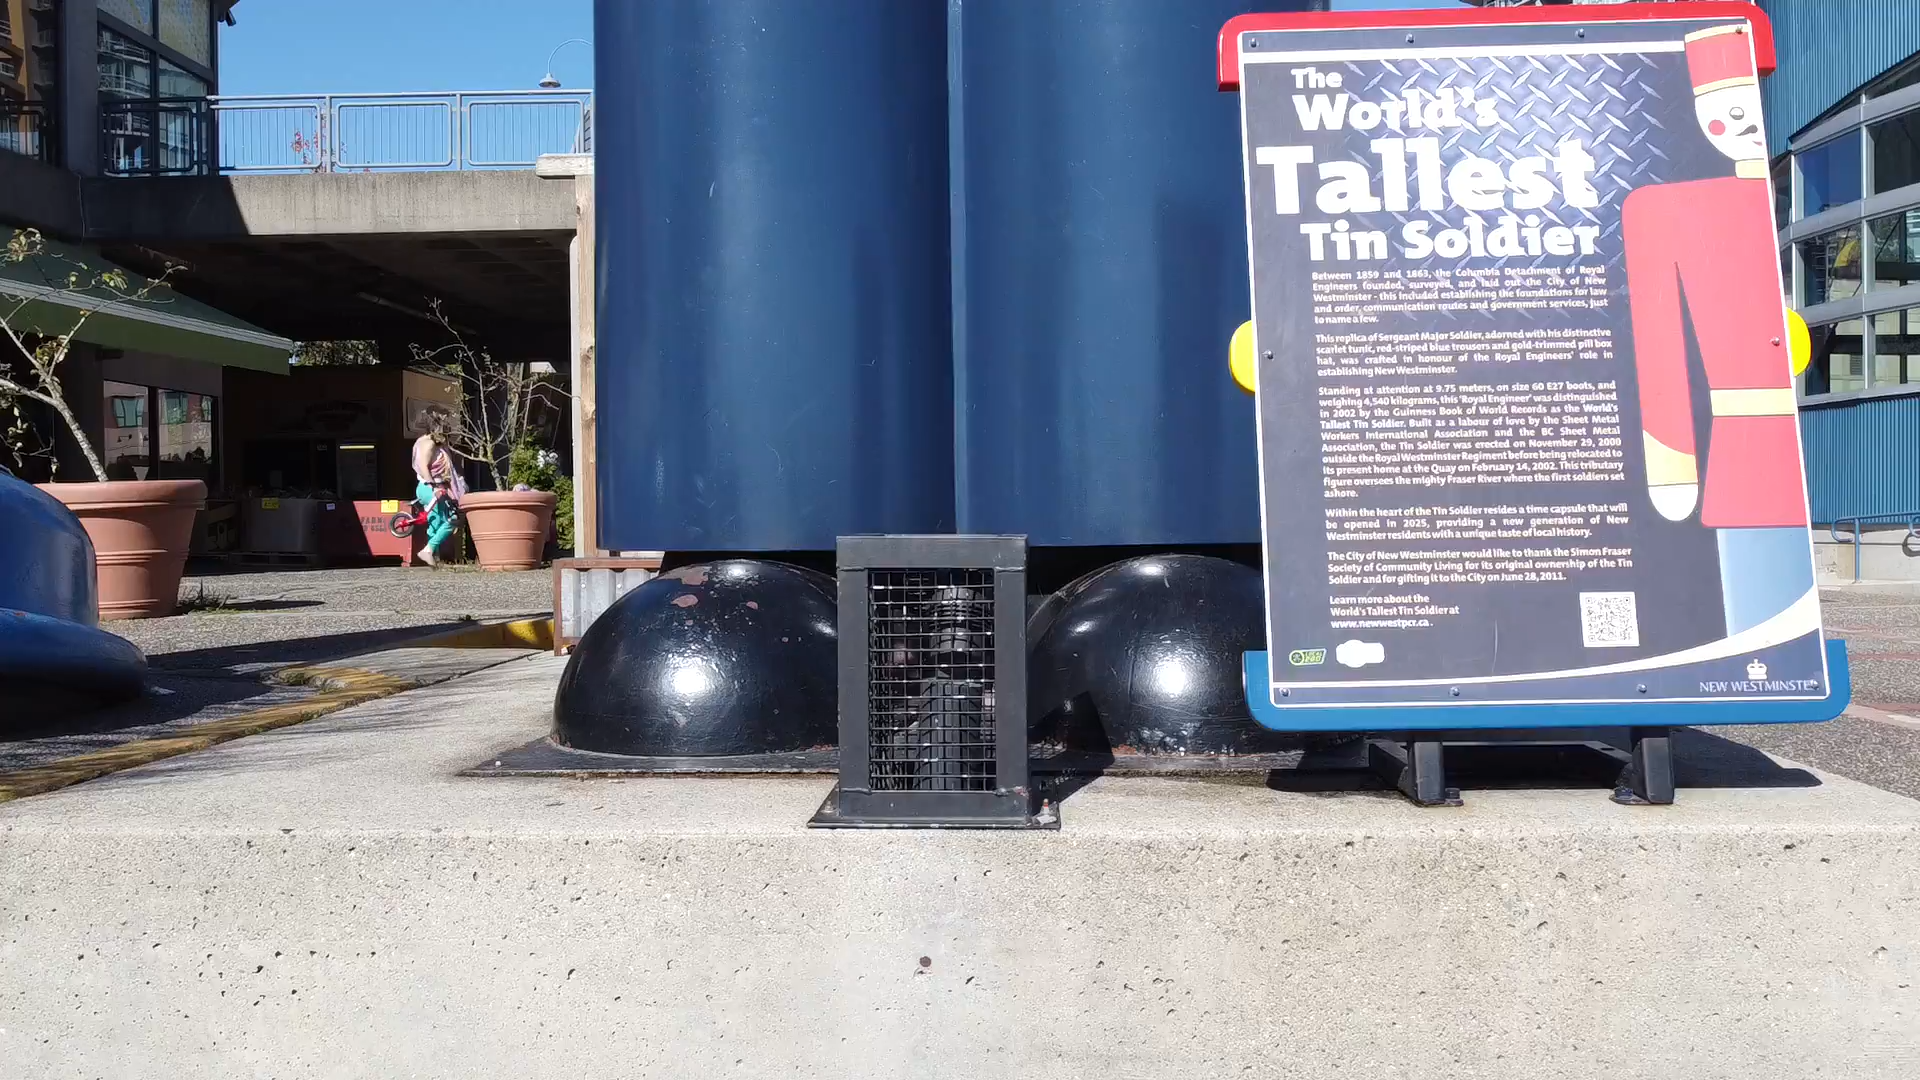 The
World's
Tallest
Tin Soldier
Between 1859 and 1863, the Columbia Detachment of Royal
Engineers founded, surveyed, and laid out the City of New
Westminster - this included establishing the foundations for law
and order, communication routes and government services, just
to name a few.
This replica of Sergeant Major Soldier, adorned with his distinctive
scarlet tunic, red-striped blue trousers and gold-trimmed pill box
hat, was crafted in honour of the Royal Engineers' role in
establishing New Westminster.
Standing at attention at 9.75 meters, on size 60 E27 boots, and
weighing 4,540 kilograms, this 'Royal Engineer' was distinguished
in 2002 by the Guinness Book of World Records as the World's
Tallest Tin Soldier. Built as a labour of love by the Sheet Metal
Workers International Association and the BC Sheet Metal
Association, the Tin Soldier was erected on November 29, 2000
outside the Royal Westminster Regiment before being relocated to
its present home at the Quay on February 14, 2002. This tributary
figure oversees the mighty Fraser River where the first soldiers set
ashore.
Within the heart of the Tin Soldier resides a time capsule that will
be opened in 2025, providing a new generation of New
Westminster residents with a unique taste of local history.
The City of New Westminster would like to thank the Simon Fraser
Society of Community Living for its original ownership of the Tin
Soldier and for gifting it to the City on June 28, 2011.
Learn more about the
World's Tallest Tin Soldier at
www.newwestpcr.ca.
NEW WESTMINSTER